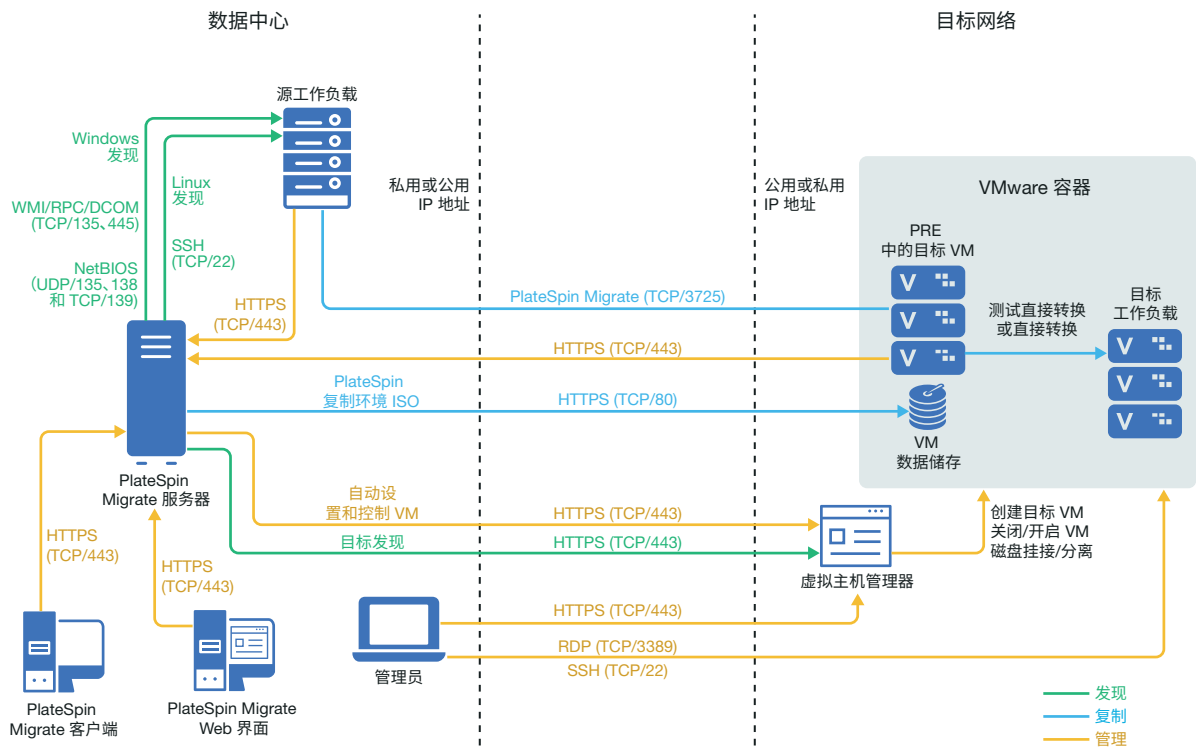 数据中心
目标网络
源工作负载
Windows
发现
Linux
发现
WMI/RPC/DCOM
(TCP/135、445)
SSH
(TCP/22)
NetBIOS
（UDP/135、138
和 TCP/139)
HTTPS
(TCP/443)
私用或公用
IP 地址
公用或私用
IP 地址
VMware 容器
PRE
中的目标 VM
V
V
V
PlateSpin Migrate (TCP/3725)
HTTPS (TCP/443)
测试直接转换
或直接转换
目标
工作负载
V
V
V
PlateSpin
复制环境 ISO
HTTPS (TCP/80)
VM
数据储存
PlateSpin
Migrate 服务器
自动设
置和控制 VM
HTTPS (TCP/443)
目标发现
HTTPS (TCP/443)
虚拟主机管理器
创建目标 VM
关闭/开启 VM
磁盘挂接/分离
HTTPS
(TCP/443)
HTTPS
(TCP/443)
HTTPS (TCP/443)
RDP (TCP/3389)
SSH (TCP/22)
管理员
PlateSpin
Migrate 客户端
PlateSpin Migrate
Web 界面
发现
复制
管理